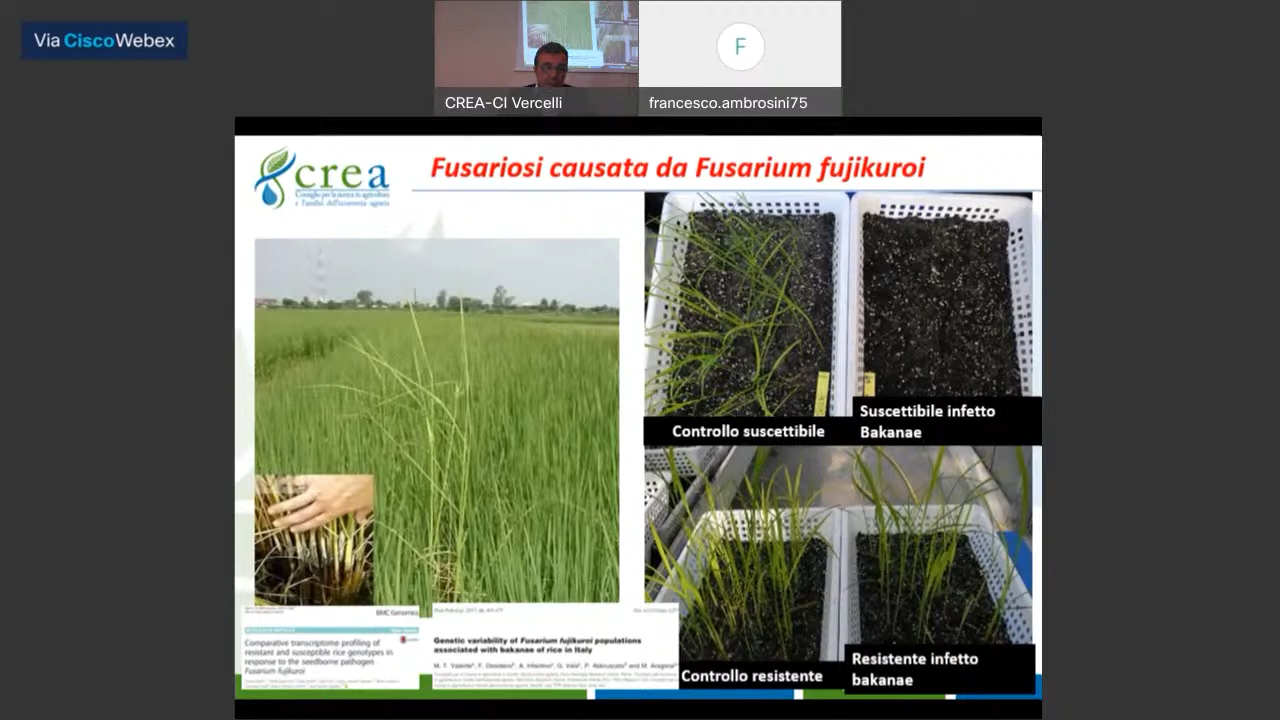 Via CiscoWebex
F
CREA-CI Vercelli
francesco.ambrosini75
crea
Consiglio per la ricerca in agricoltura
e l'analisi dell'economia agraria
Fusariosi causata da Fusarium fujikuroi
Controllo suscettibile
Suscettibile infetto
Bakanae
Controllo resistente
Resistente infetto
bakanae
BMC Genomics
Comparative transcriptome profiling of
resistant and susceptible rice genotypes in
response to the seedborne pathogen
Fusarium fujikuroi
Genetic variability of Fusarium fujikuroi populations
associated with bakanae of rice in Italy